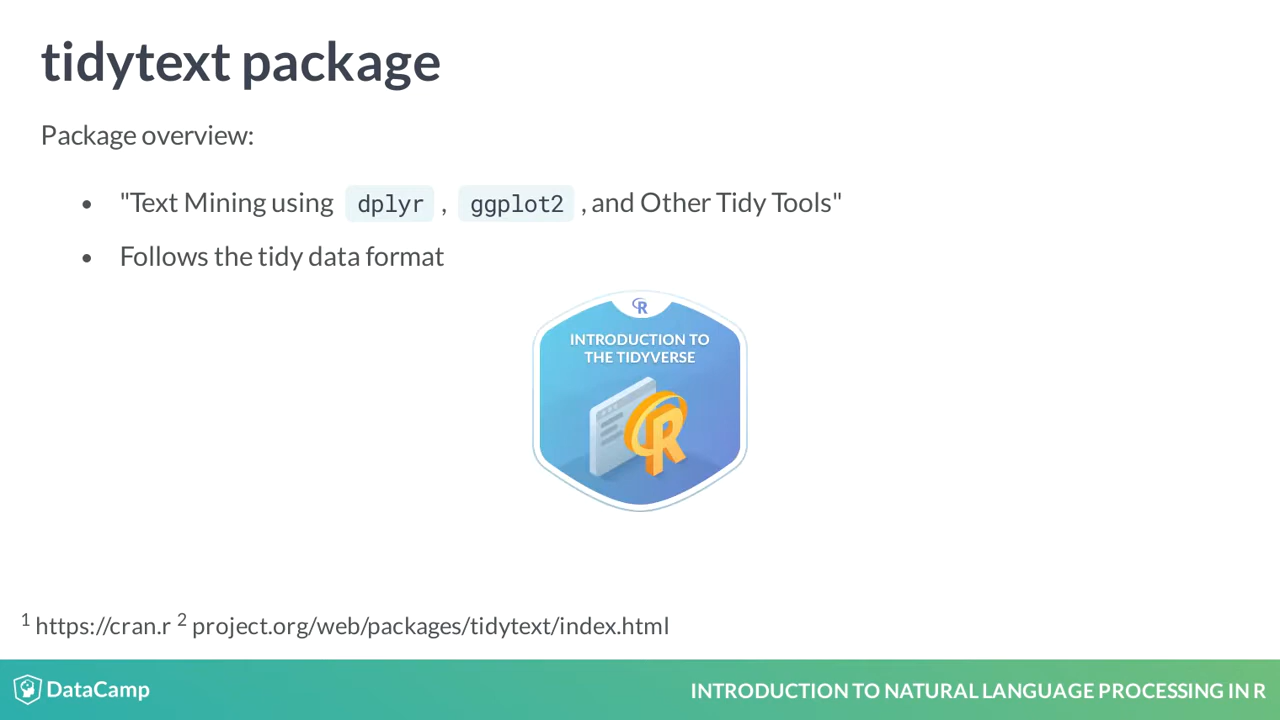 tidytext package
Package overview:
• "Text Mining using dplyr , ggplot2 , and Other Tidy Tools"
• Follows the tidy data format
R
INTRODUCTION TO
THE TIDYVERSE
R
1 https://cran.r 2 project.org/web/packages/tidytext/index.html
DataCamp
INTRODUCTION TO NATURAL LANGUAGE PROCESSING IN R